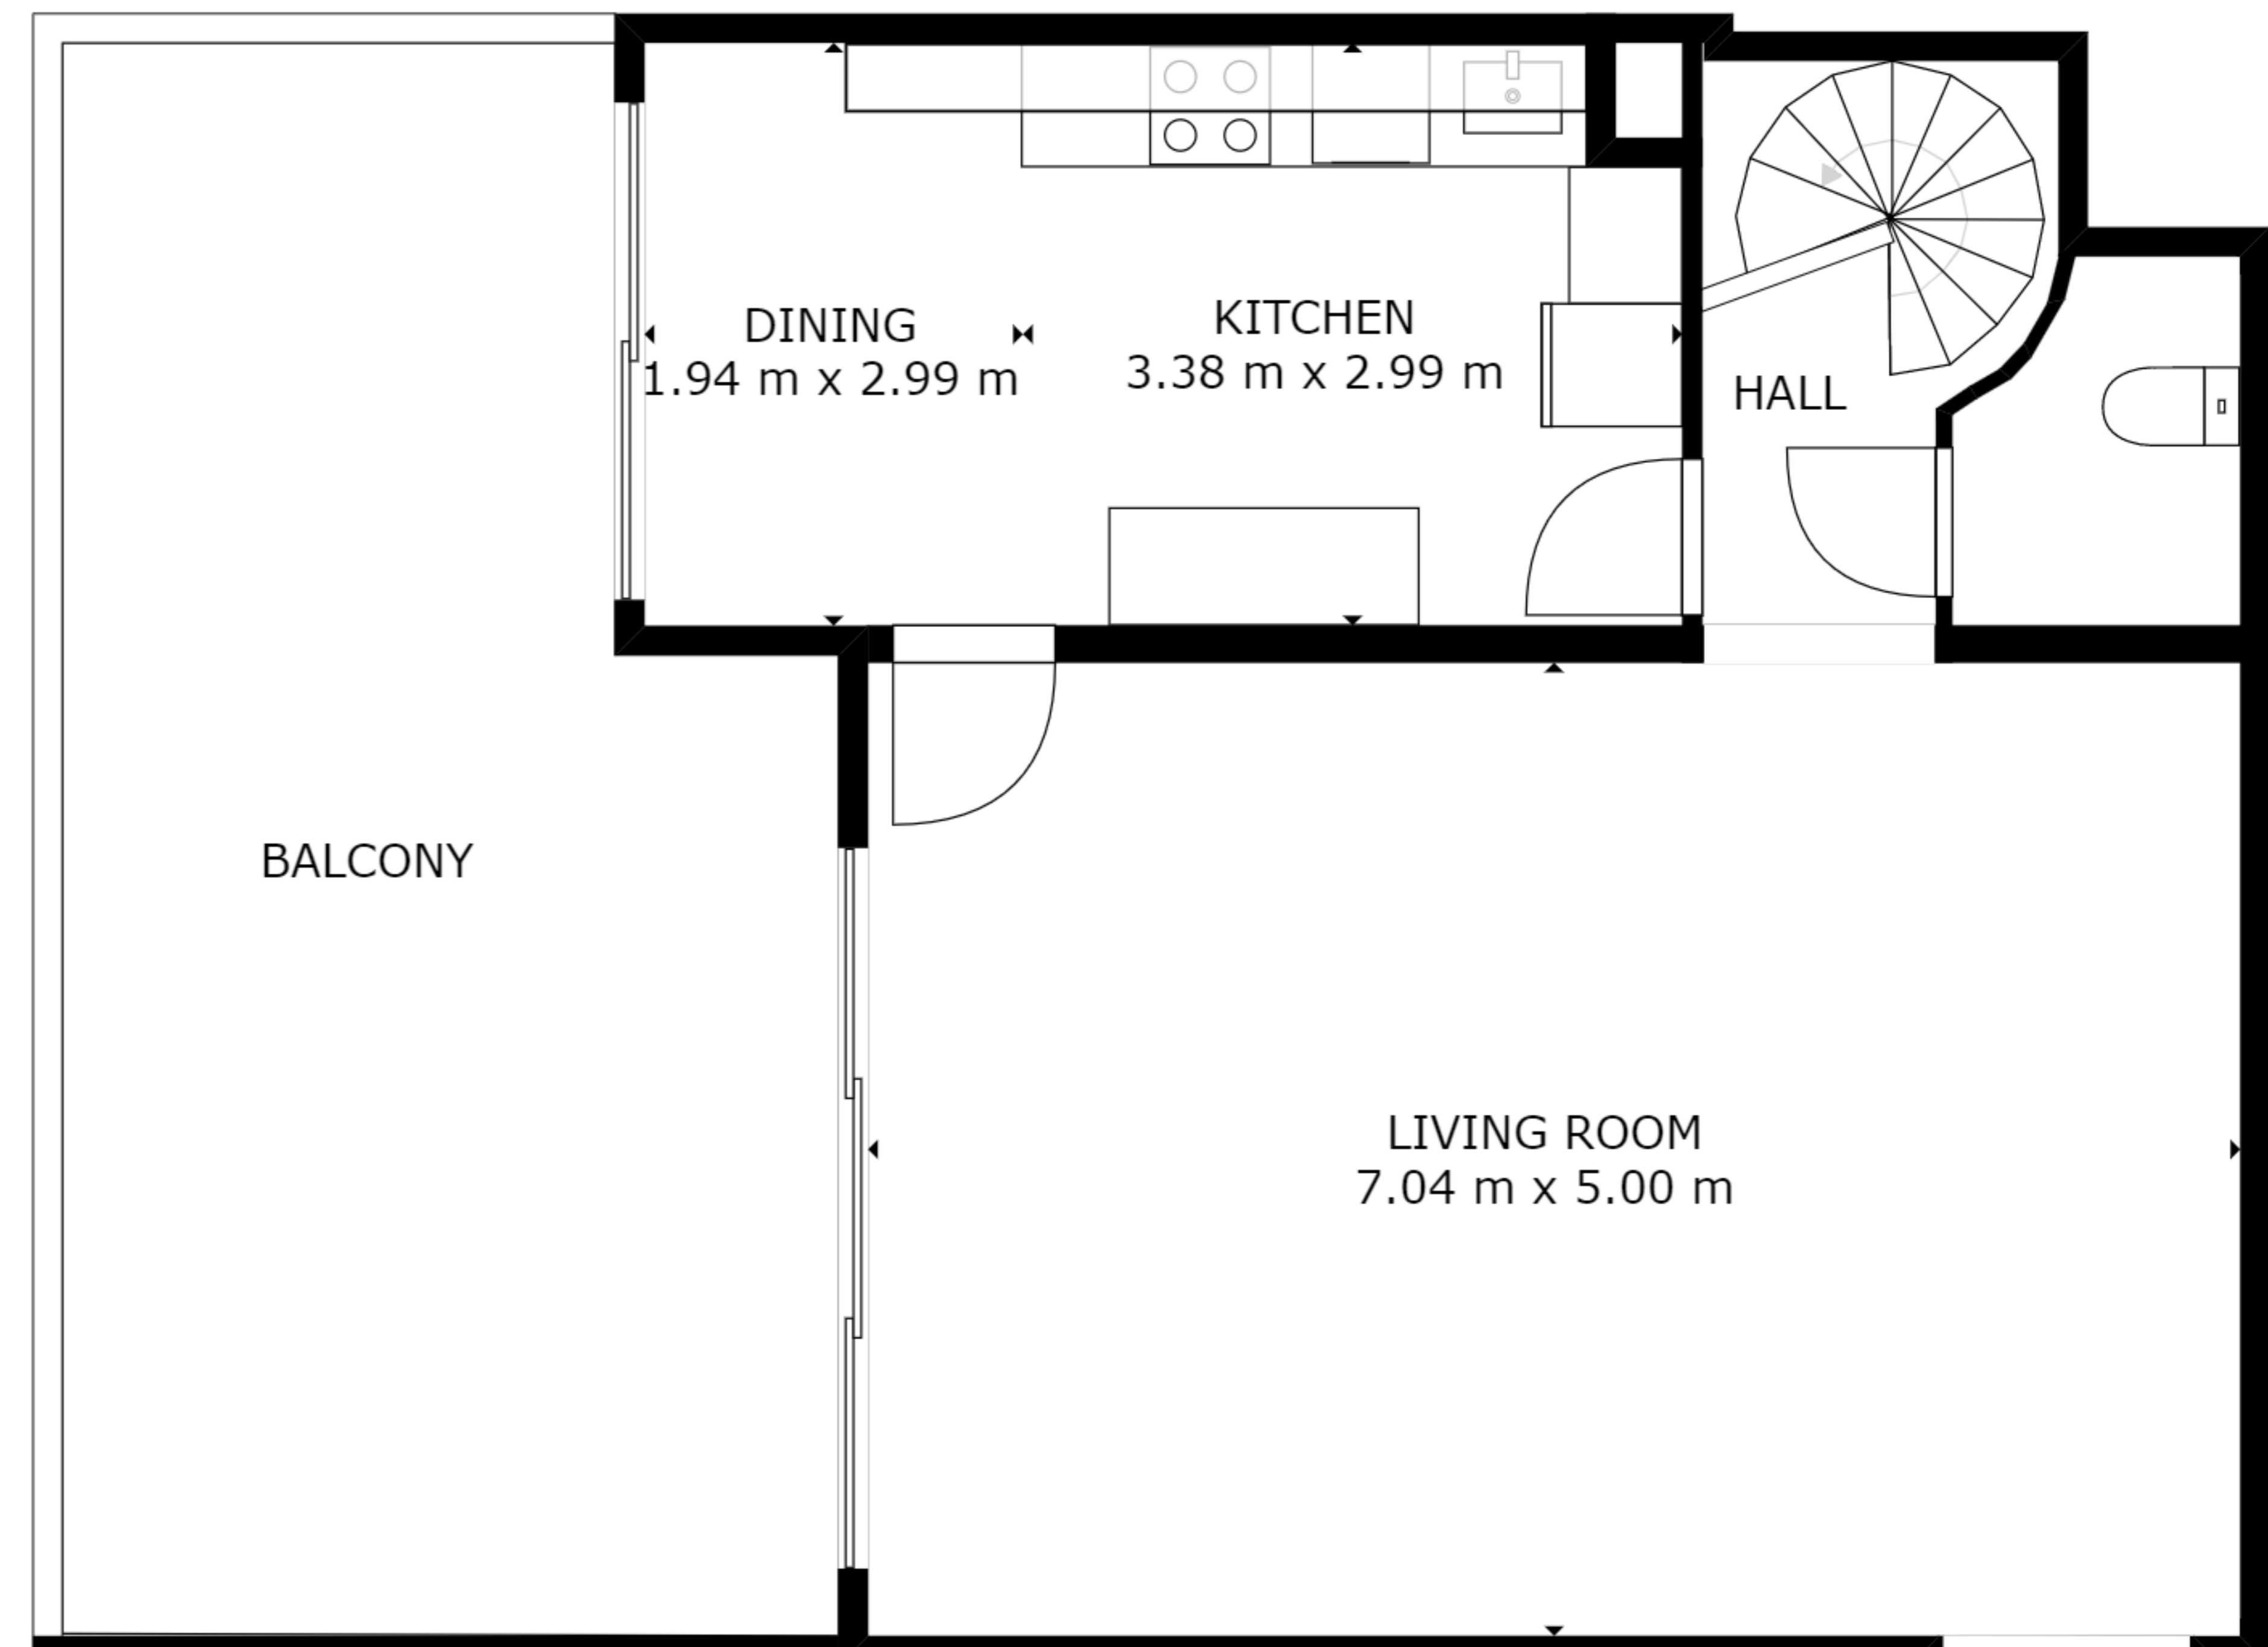 DINING
1.94 m x 2.99 m
KITCHEN
3.38 m x 2.99 m
HALL
BALCONY
LIVING ROOM
7.04 m x 5.00 m